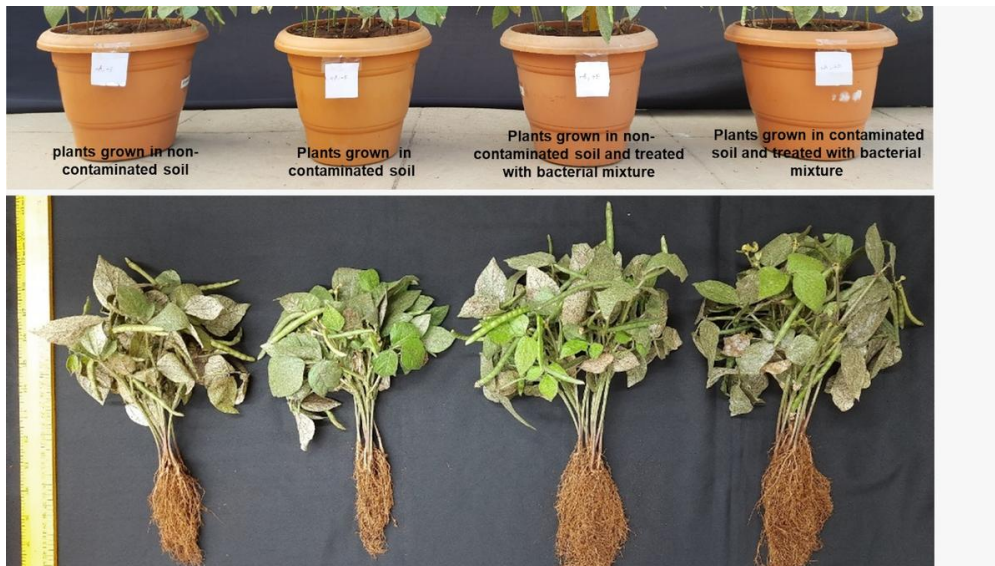 plants grown in non-
contaminated soil
Plants grown in
contaminated soil
Plants grown in non-
contaminated soil and treated
with bacterial mixture
Plants grown in contaminated
soil and treated with bacterial
mixture